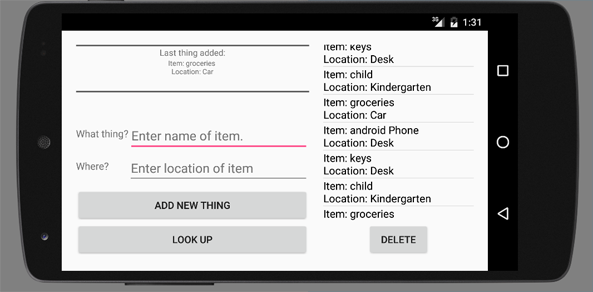 3G 1:31
Last thing added:
Item: groceries
Location: Car
What thing? Enter name of item.
Where? Enter location of item
ADD NEW THING
LOOK UP
Item: keys
Location: Desk
Item: child
Location: Kindergarten
Item: groceries
Location: Car
Item: android Phone
Location: Desk
Item: keys
Location: Desk
Item: child
Location: Kindergarten
Item: groceries
DELETE